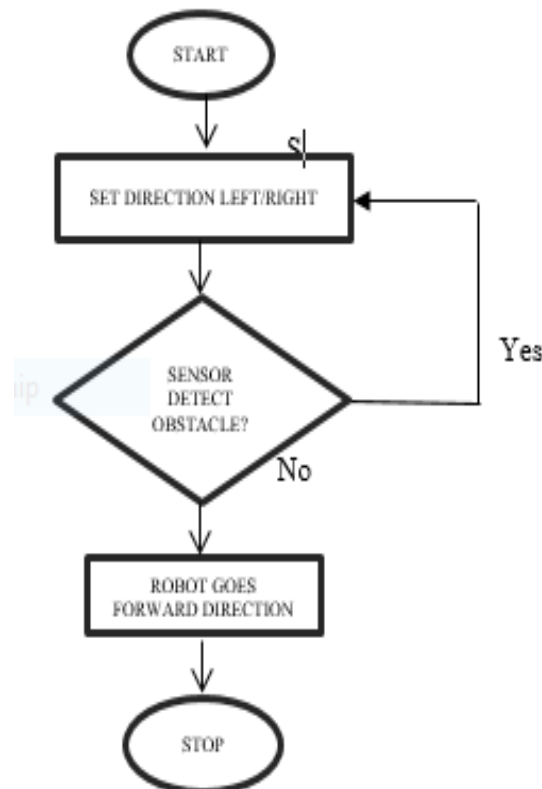 START
S
SET DIRECTION LEFT/RIGHT
Yes
SENSOR
DETECT
OBSTACLE?
No
ROBOT GOES
FORWARD DIRECTION
STOP